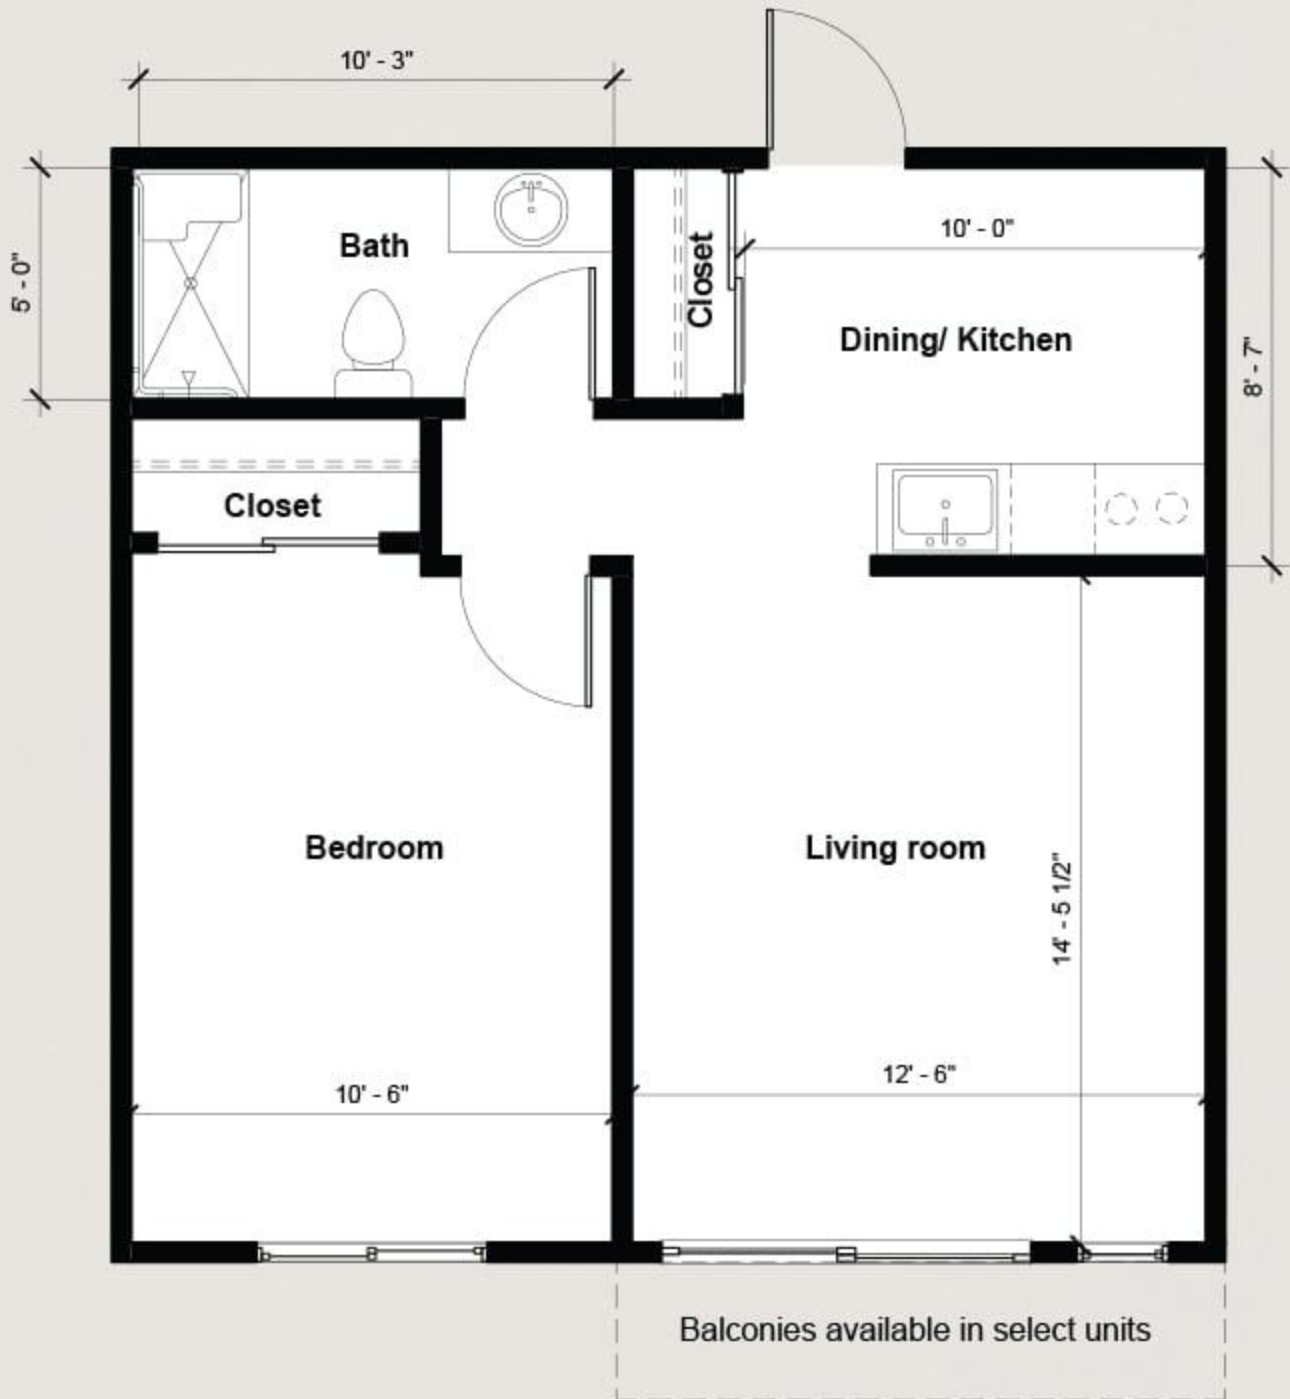 10' - 3"
5' - 0"
Bath
Closet
10' - 0"
Dining/ Kitchen
8' - 7"
Closet
Bedroom
Living room
14' - 5 1/2"
10' - 6"
12' - 6"
Balconies available in select units